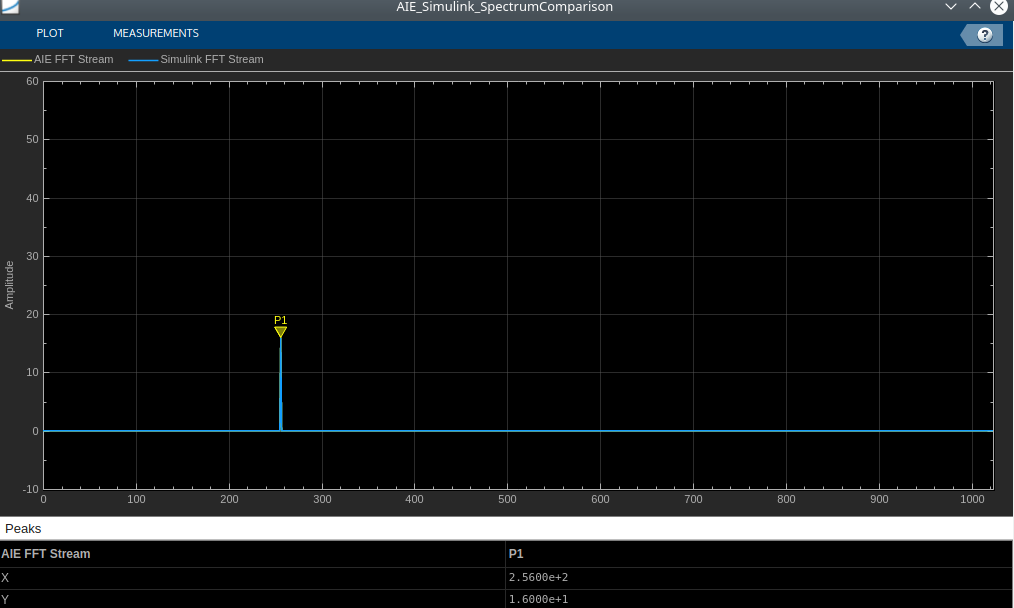 AIE_Simulink_SpectrumComparison
PLOT MEASUREMENTS ?
AIE FFT Stream Simulink FFT Stream
60
50
40
30
20
10
0
-10
Amplitude
P1
0 100 200 300 400 500 600 700 800 900 1000
Peaks
AIE FFT Stream P1
X 2.5600e+2
Y 1.6000e+1